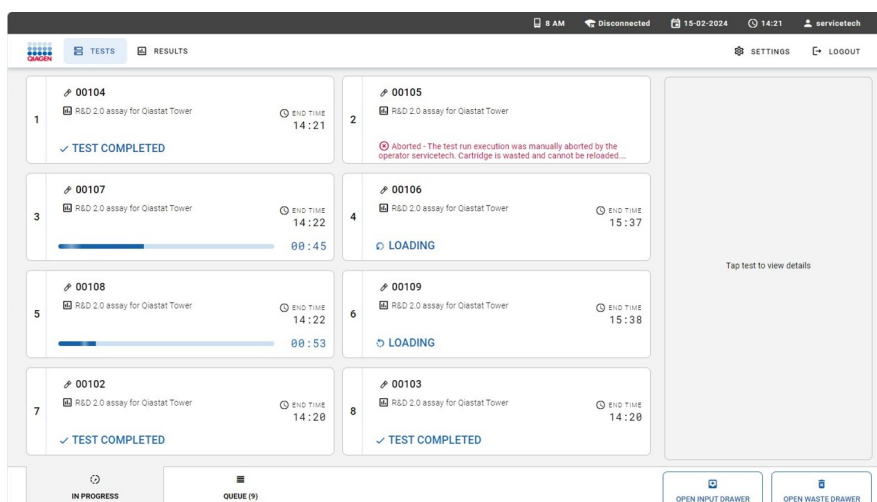 8 AM Disconnected 15-02-2024 14:21 servicetech
QIAGEN TESTS RESULTS SETTINGS LOGOUT
1
00104
R&D 2.0 assay for Qiastat Tower
END TIME
14:21
TEST COMPLETED
2
00105
R&D 2.0 assay for Qiastat Tower
Aborted - The test run execution was manually aborted by the
operator servicetech. Cartridge is wasted and cannot be reloaded....
3
00107
R&D 2.0 assay for Qiastat Tower
END TIME
14:22
00:45
4
00106
R&D 2.0 assay for Qiastat Tower
END TIME
15:37
LOADING
Tap test to view details
5
00108
R&D 2.0 assay for Qiastat Tower
END TIME
14:22
00:53
6
00109
R&D 2.0 assay for Qiastat Tower
END TIME
15:38
LOADING
7
00102
R&D 2.0 assay for Qiastat Tower
END TIME
14:20
TEST COMPLETED
8
00103
R&D 2.0 assay for Qiastat Tower
END TIME
14:20
TEST COMPLETED
IN PROGRESS
QUEUE (9)
OPEN INPUT DRAWER
OPEN WASTE DRAWER